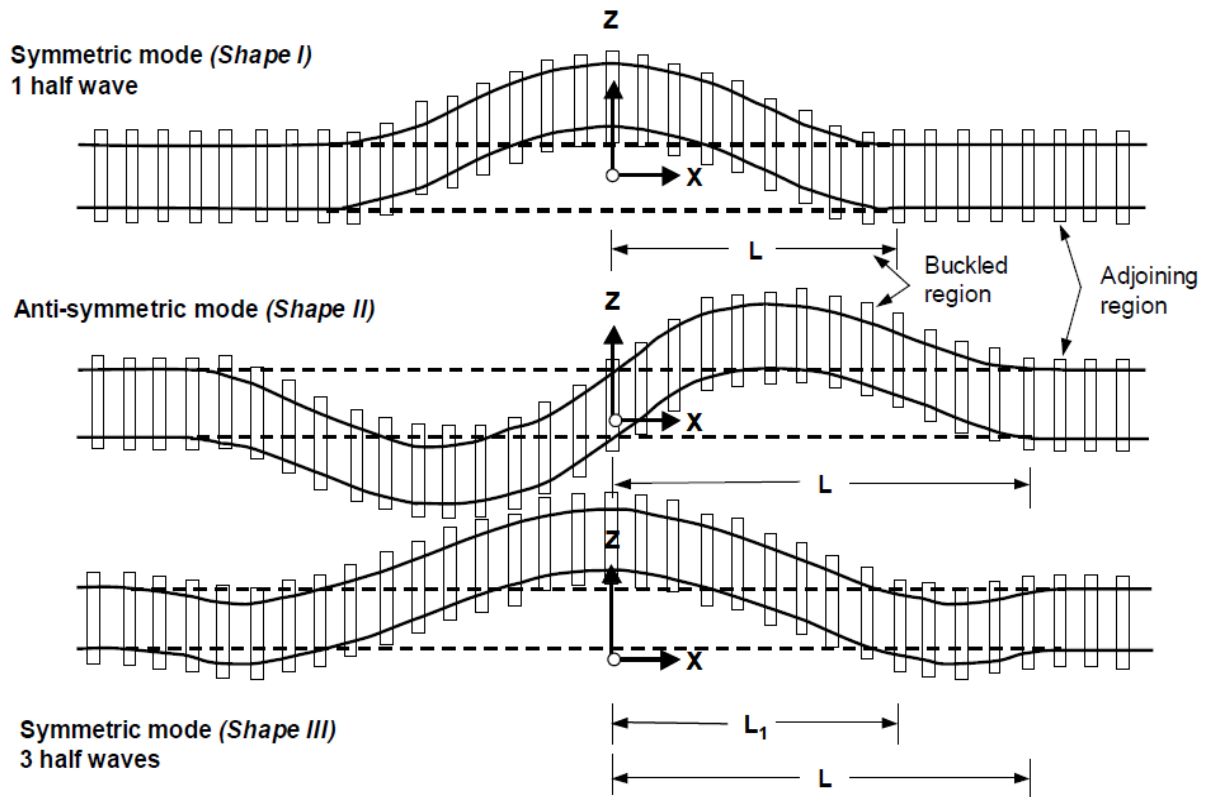 Z
Symmetric mode (Shape I)
1 half wave
X
L
Buckled
region
Adjoining
region
Z
Anti-symmetric mode (Shape II)
X
L
Z
X
L1
Symmetric mode (Shape III)
3 half waves
L